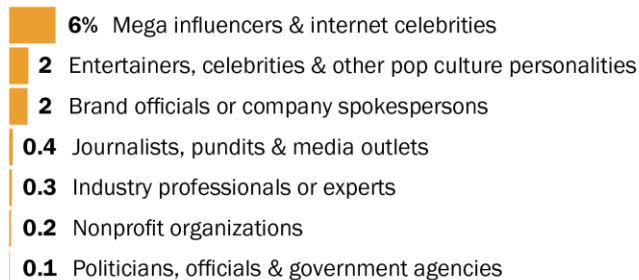 6% Mega influencers & internet celebrities
2 Entertainers, celebrities & other pop culture personalities
2 Brand officials or company spokespersons
0.4 Journalists, pundits & media outlets
0.3 Industry professionals or experts
0.2 Nonprofit organizations
0.1 Politicians, officials & government agencies